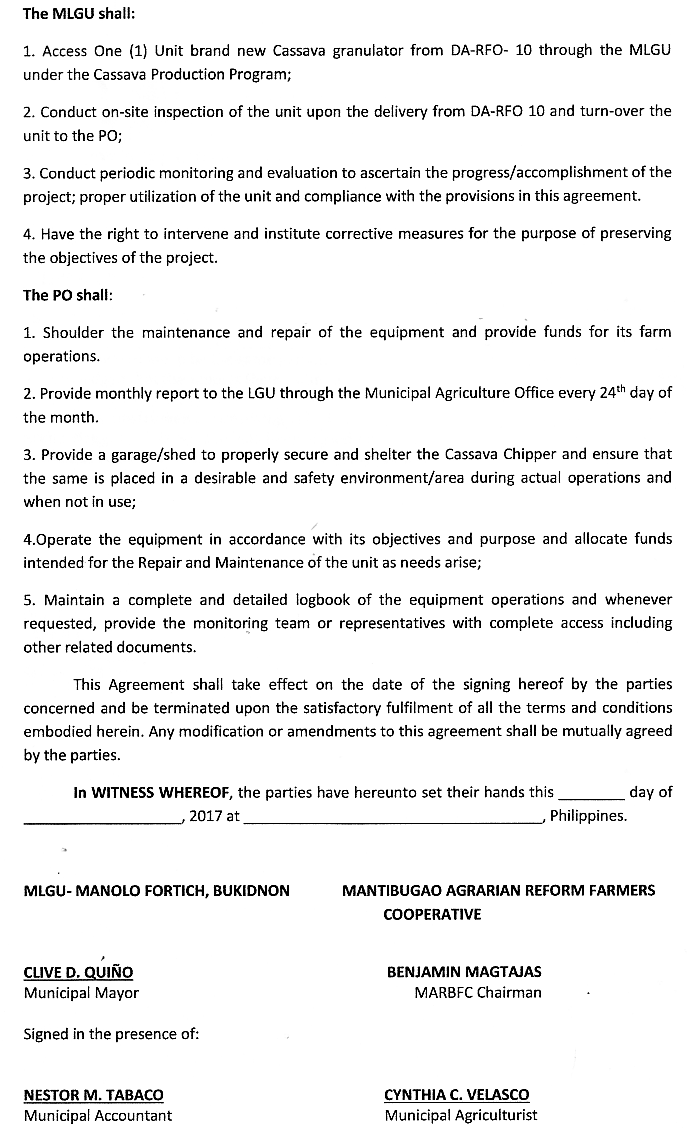 The MLGU shall:
1. Access One (1) Unit brand new Cassava granulator from DA-RFO- 10 through the MLGU
under the Cassava Production Program;
2. Conduct on-site inspection of the unit upon the delivery from DA-RFO 10 and turn-over the
unit to the PO;
3. Conduct periodic monitoring and evaluation to ascertain the progress/accomplishment of the
project; proper utilization of the unit and compliance with the provisions in this agreement.
4. Have the right to intervene and institute corrective measures for the purpose of preserving
the objectives of the project.
The PO shall:
1. Shoulder the maintenance and repair of the equipment and provide funds for its farm
operations.
2. Provide monthly report to the LGU through the Municipal Agriculture Office every 24th day of
the month.
3. Provide a garage/shed to properly secure and shelter the Cassava Chipper and ensure that
the same is placed in a desirable and safety environment/area during actual operations and
when not in use;
4.Operate the equipment in accordance with its objectives and purpose and allocate funds
intended for the Repair and Maintenance of the unit as needs arise;
5. Maintain a complete and detailed logbook of the equipment operations and whenever
requested, provide the monitoring team or representatives with complete access including
other related documents.
This Agreement shall take effect on the date of the signing hereof by the parties
concerned and be terminated upon the satisfactory fulfilment of all the terms and conditions
embodied herein. Any modification or amendments to this agreement shall be mutually agreed
by the parties.
In WITNESS WHEREOF, the parties have hereunto set their hands this ________ day of
____________________, 2017 at ____________________________________, Philippines.
MLGU- MANOLO FORTICH, BUKIDNON MANTIBUGAO AGRARIAN REFORM FARMERS
COOPERATIVE
CLIVE D. QUIÑO BENJAMIN MAGTAJAS
Municipal Mayor MARBFC Chairman
Signed in the presence of:
NESTOR M. TABACO CYNTHIA C. VELASCO
Municipal Accountant Municipal Agriculturist